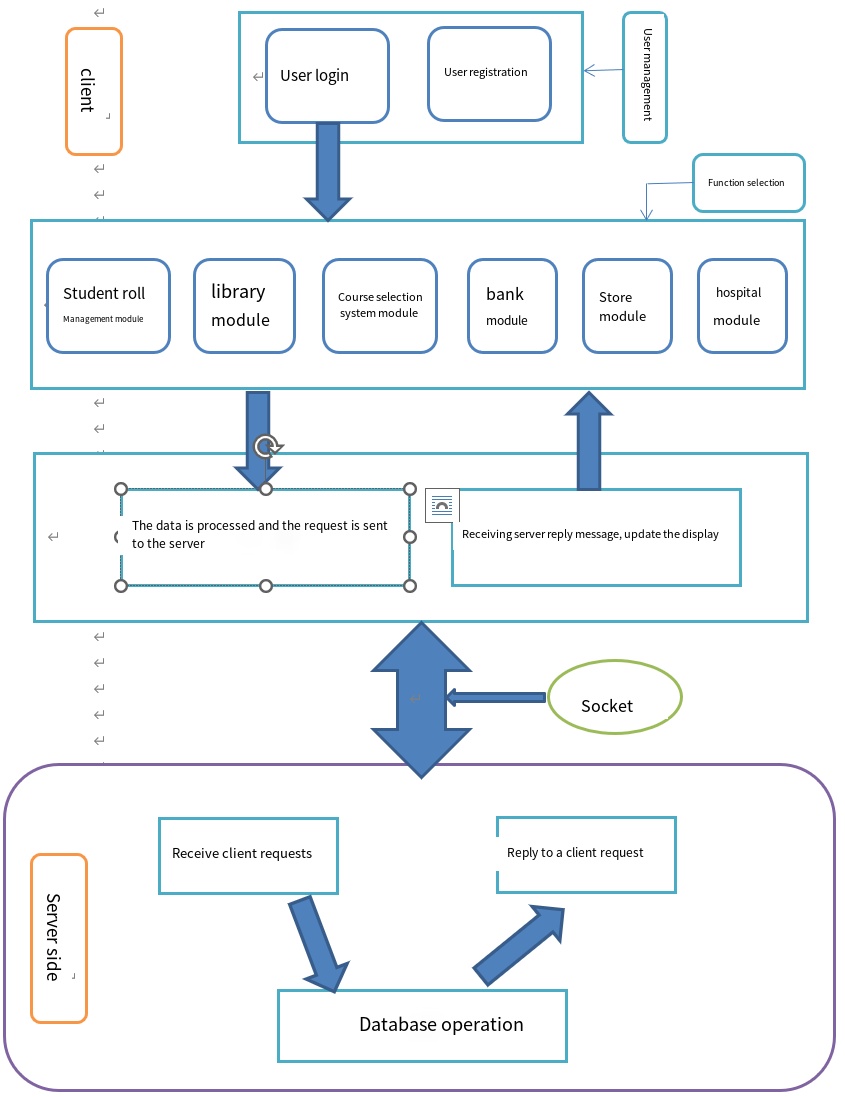 client
User login
User registration
User management
Function selection
Student roll
Management module
library
module
Course selection
system module
bank
module
Store
module
hospital
module
The data is processed and the request is sent
to the server
Receiving server reply message, update the display
Socket
Server side
Receive client requests
Reply to a client request
Database operation